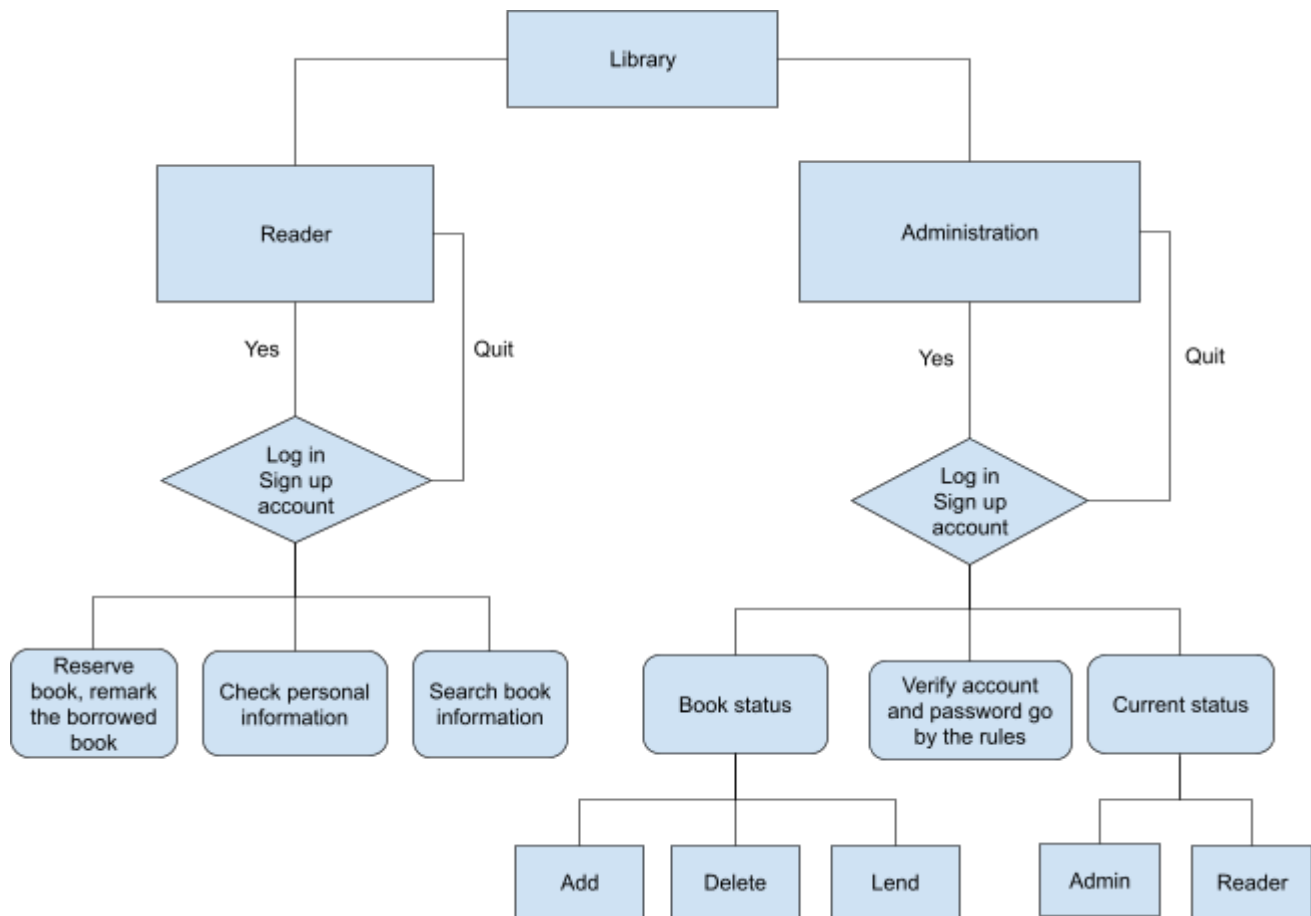 Library
Reader
Administration
Yes
Quit
Yes
Quit
Log in
Sign up
account
Log in
Sign up
account
Reserve
book, remark
the borrowed
book
Check personal
information
Search book
information
Book status
Verify account
and password go
by the rules
Current status
Add
Delete
Lend
Admin
Reader